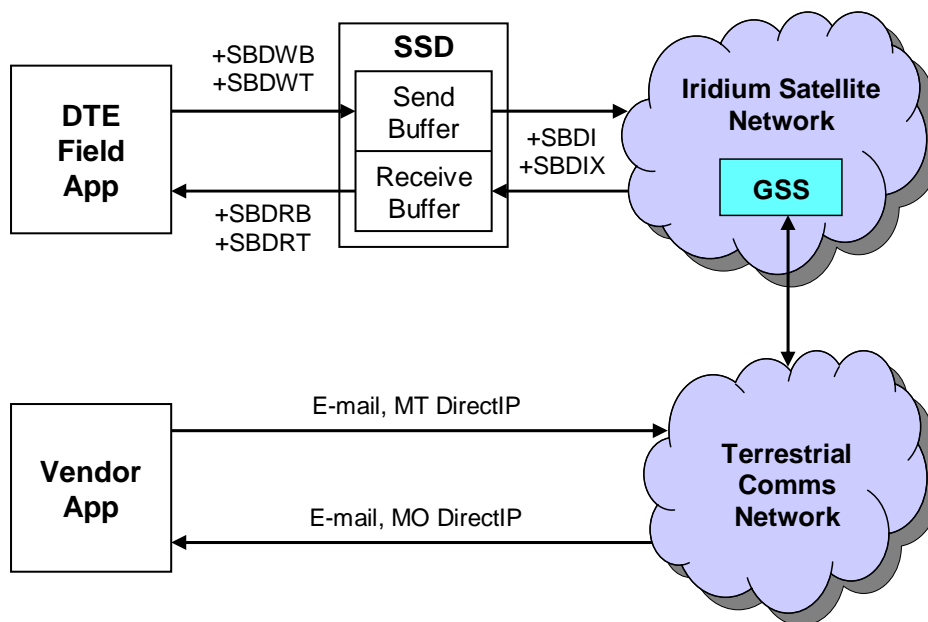 SSD
+SBDWB
+SBDWT
DTE
Field
App
Send
Buffer
Receive
Buffer
+SBDRB
+SBDRT
+SBDI
+SBDIX
Iridium Satellite
Network
GSS
E-mail, MT DirectIP
Vendor
App
E-mail, MO DirectIP
Terrestrial
Comms
Network